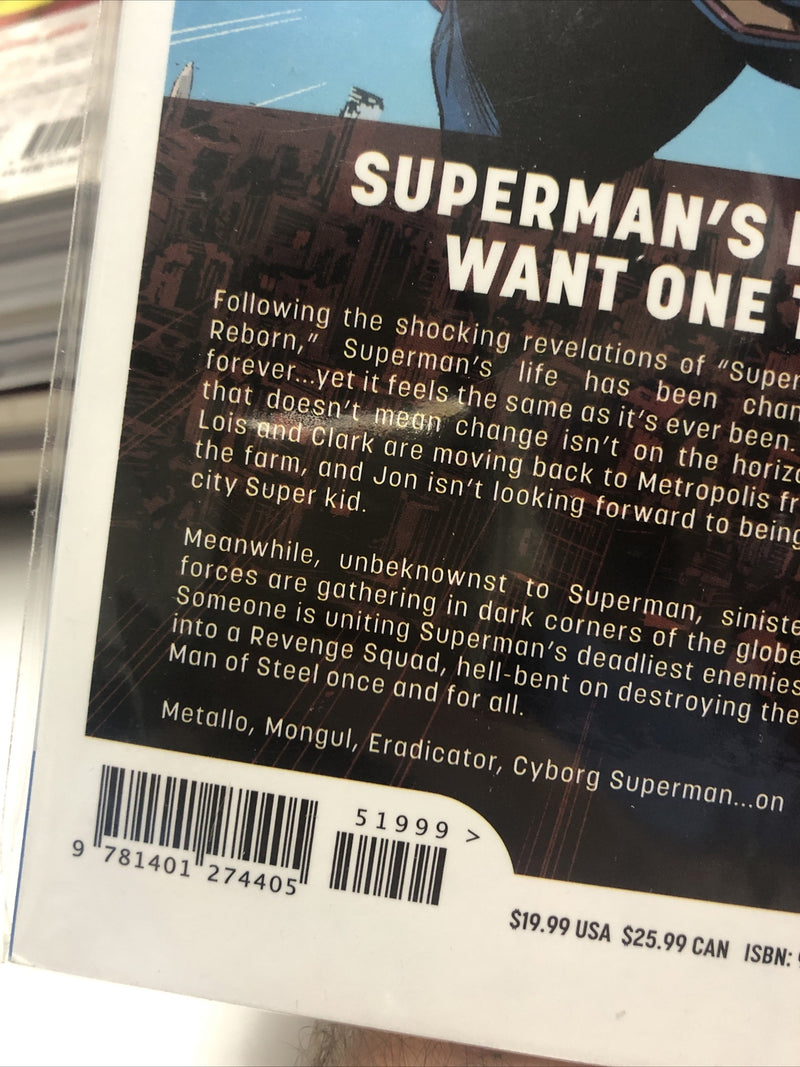 SUPERMAN'S
WANT ONE
Following the shocking revelations of "Super
Reborn," Superman's life has been chan
forever...yet it feels the same as it's ever been.
that doesn't mean change isn't on the horiz
Lois and Clark are moving back to Metropolis fr
the farm, and Jon isn't looking forward to being
city Super kid.
Meanwhile, unbeknownst to Superman, siniste
forces are gathering in dark corners of the globe
Someone is uniting Superman's deadliest enemies
into a Revenge Squad, hell-bent on destroying the
Man of Steel once and for all.
Metallo, Mongul, Eradicator, Cyborg Superman...on
51999 >
9 781401 274405
$19.99 USA $25.99 CAN ISBN: